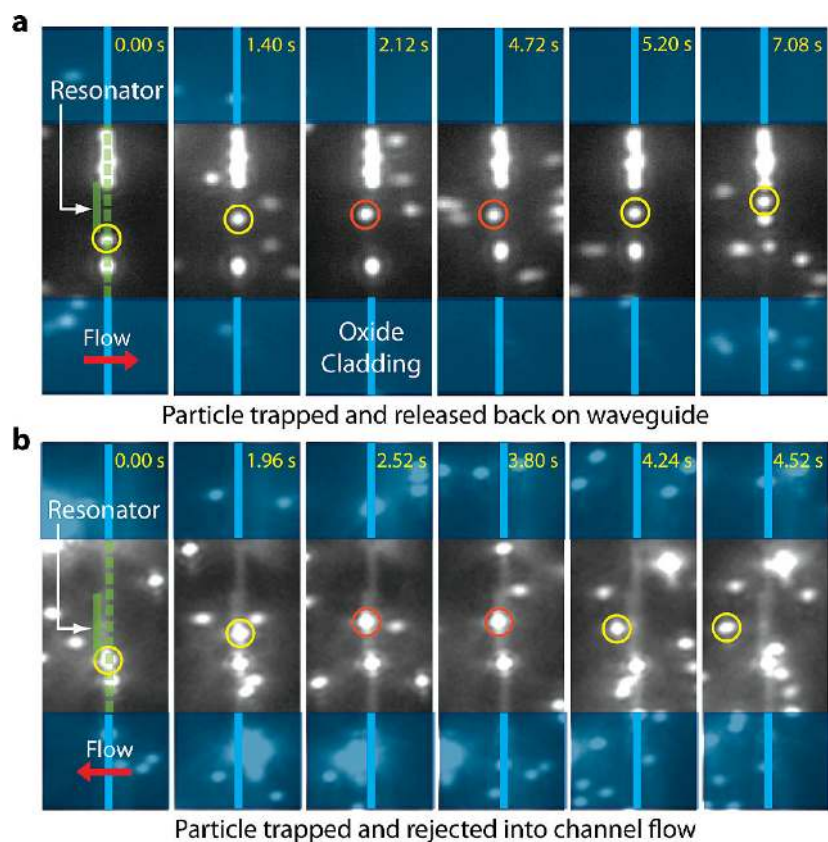 a
0.00 s 1.40 s 2.12 s 4.72 s 5.20 s 7.08 s
Resonator
Flow
Oxide
Cladding
Particle trapped and released back on waveguide
b
0.00 s 1.96 s 2.52 s 3.80 s 4.24 s 4.52 s
Resonator
Flow
Particle trapped and rejected into channel flow